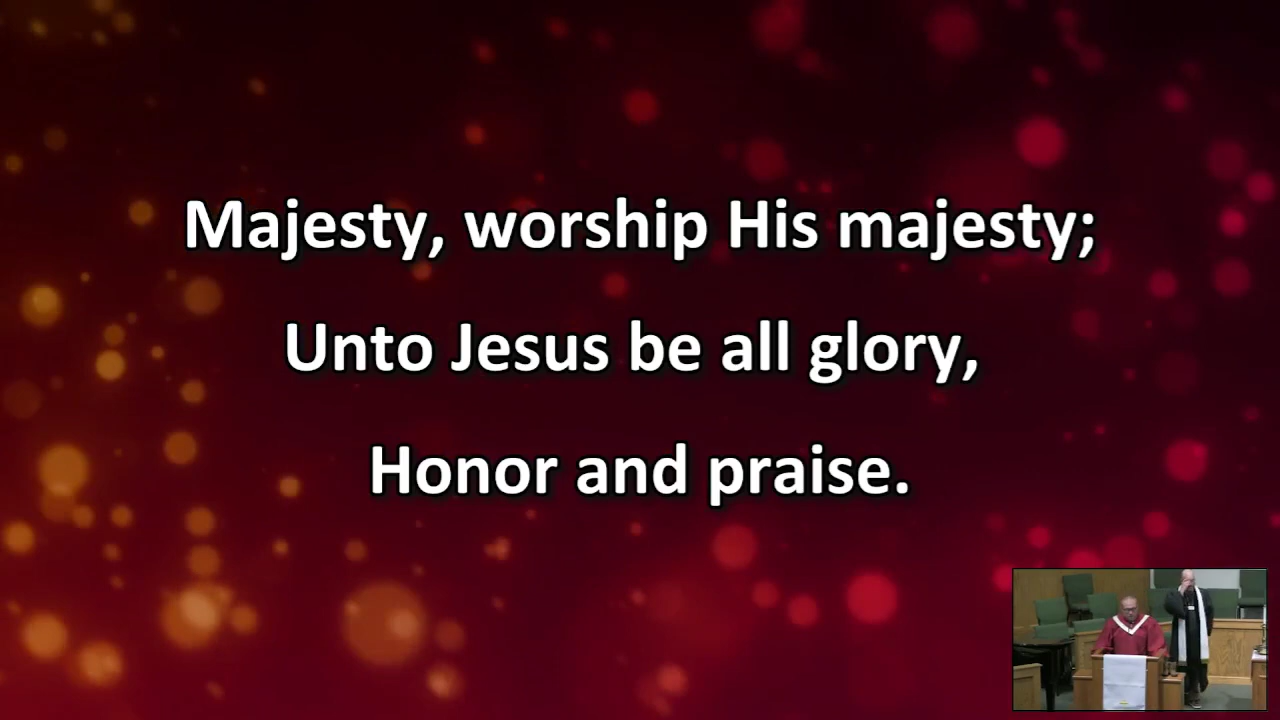 Majesty, worship His majesty;
Unto Jesus be all glory,
Honor and praise.